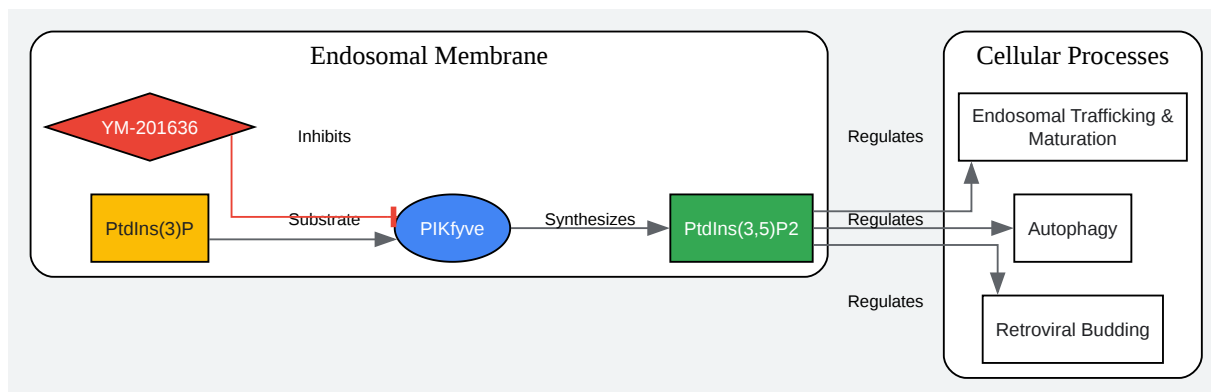 Endosomal Membrane
Cellular Processes
YM-201636
Inhibits
Regulates
Endosomal Trafficking &
Maturation
PtdIns(3)P
Substrate
PIKfyve
Synthesizes
PtdIns(3,5)P2
Regulates
Autophagy
Regulates
Retroviral Budding